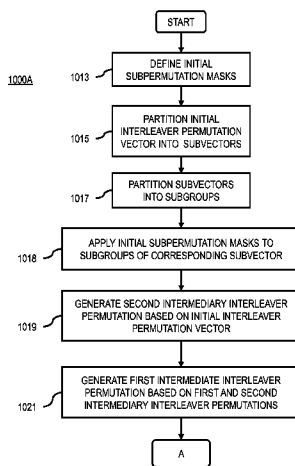 START
1000A
1013
DEFINE INITIAL
SUBPERMUTATION MASKS
1015
PARTITION INITIAL
INTERLEAVER PERMUTATION
VECTOR INTO SUBVECTORS
1017
PARTITION SUBVECTORS
INTO SUBGROUPS
1018
APPLY INITIAL SUBPERMUTATION MASKS TO
SUBGROUPS OF CORRESPONDING SUBVECTOR
1019
GENERATE SECOND INTERMEDIARY INTERLEAVER
PERMUTATION BASED ON INITIAL INTERLEAVER
PERMUTATION VECTOR
1021
GENERATE FIRST INTERMEDIATE INTERLEAVER
PERMUTATION BASED ON FIRST AND SECOND
INTERMEDIARY INTERLEAVER PERMUTATIONS
A